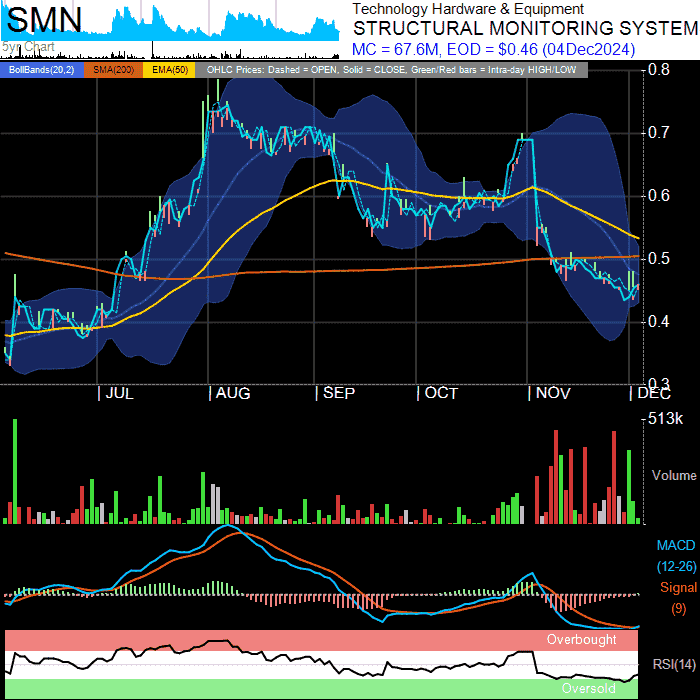 SMN
Technology Hardware & Equipment
STRUCTURAL MONITORING SYSTEM
MC = 67.6M, EOD = $0.46 (04Dec2024)
5yr Chart
BollBands(20,2) SMA(200) EMA(50) OHLC Prices: Dashed = OPEN, Solid = CLOSE, Green/Red bars = Intra-day HIGH/LOW
0.8
0.7
0.6
0.5
0.4
0.3
JUL AUG SEP OCT NOV DEC
513k
Volume
MACD
(12-26)
Signal
(9)
Overbought
RSI(14)
Oversold